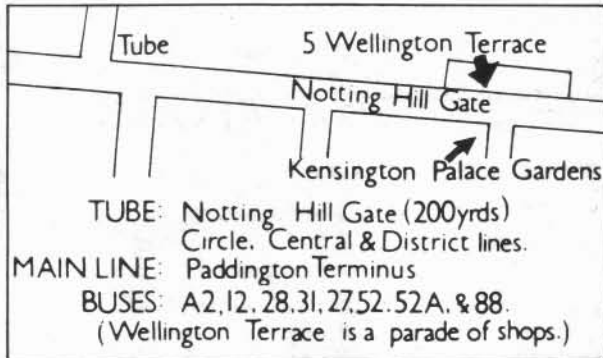 Tube
5 Wellington Terrace
Notting Hill Gate
Kensington Palace Gardens
TUBE: Notting Hill Gate (200yrds)
Circle. Central & District lines.
MAIN LINE: Paddington Terminus
BUSES: A2, 12, 28, 31, 27, 52. 52A, & 88.
(Wellington Terrace is a parade of shops.)